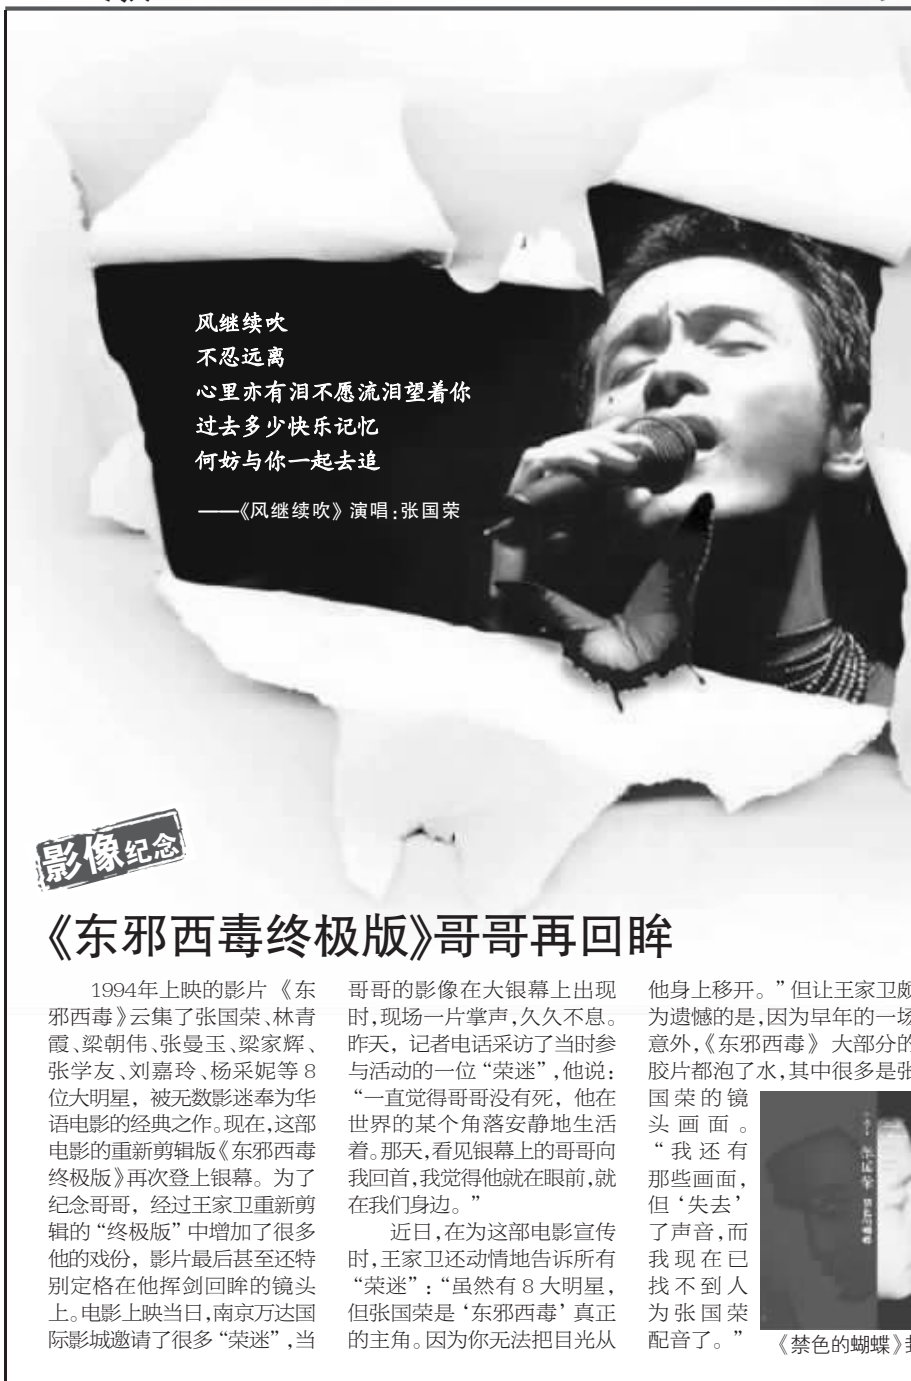 风继续吹
不忍远离
心里亦有泪不愿流泪望着你
过去多少快乐记忆
何妨与你一起去追
——《风继续吹》演唱:张国荣
影像纪念
《东邪西毒终极版》哥哥再回眸
1994年上映的影片《东
邪西毒》云集了张国荣、林青
霞、梁朝伟、张曼玉、梁家辉、
张学友、刘嘉玲、杨采妮等8
位大明星，被无数影迷奉为华
语电影的经典之作。现在,这部
电影的重新剪辑版《东邪西毒
终极版》再次登上银幕。为了
纪念哥哥，经过王家卫重新剪
辑的“终极版”中增加了很多
他的戏份，影片最后甚至还特
别定格在他挥剑回眸的镜头
上。电影上映当日,南京万达国
际影城邀请了很多“荣迷”,当
哥哥的影像在大银幕上出现
时,现场一片掌声,久久不息。
昨天，记者电话采访了当时参
与活动的一位“荣迷”,他说：
“一直觉得哥哥没有死，他在
世界的某个角落安静地生活
着。那天,看见银幕上的哥哥向
我回首,我觉得他就在眼前,就
在我们身边。”
近日,在为这部电影宣传
时,王家卫还动情地告诉所有
“荣迷”：“虽然有8大明星，
但张国荣是‘东邪西毒’真正
的主角。因为你无法把目光从
他身上移开。”但让王家卫颇
为遗憾的是,因为早年的一场
意外,《东邪西毒》大部分的
胶片都泡了水,其中很多是张
国荣的镜
头画面。
“我还有
那些画面，
但‘失去’
了声音,而
我现在已
找不到人
为张国荣
配音了。”
张国荣 禁色的蝴蝶
《禁色的蝴蝶》封